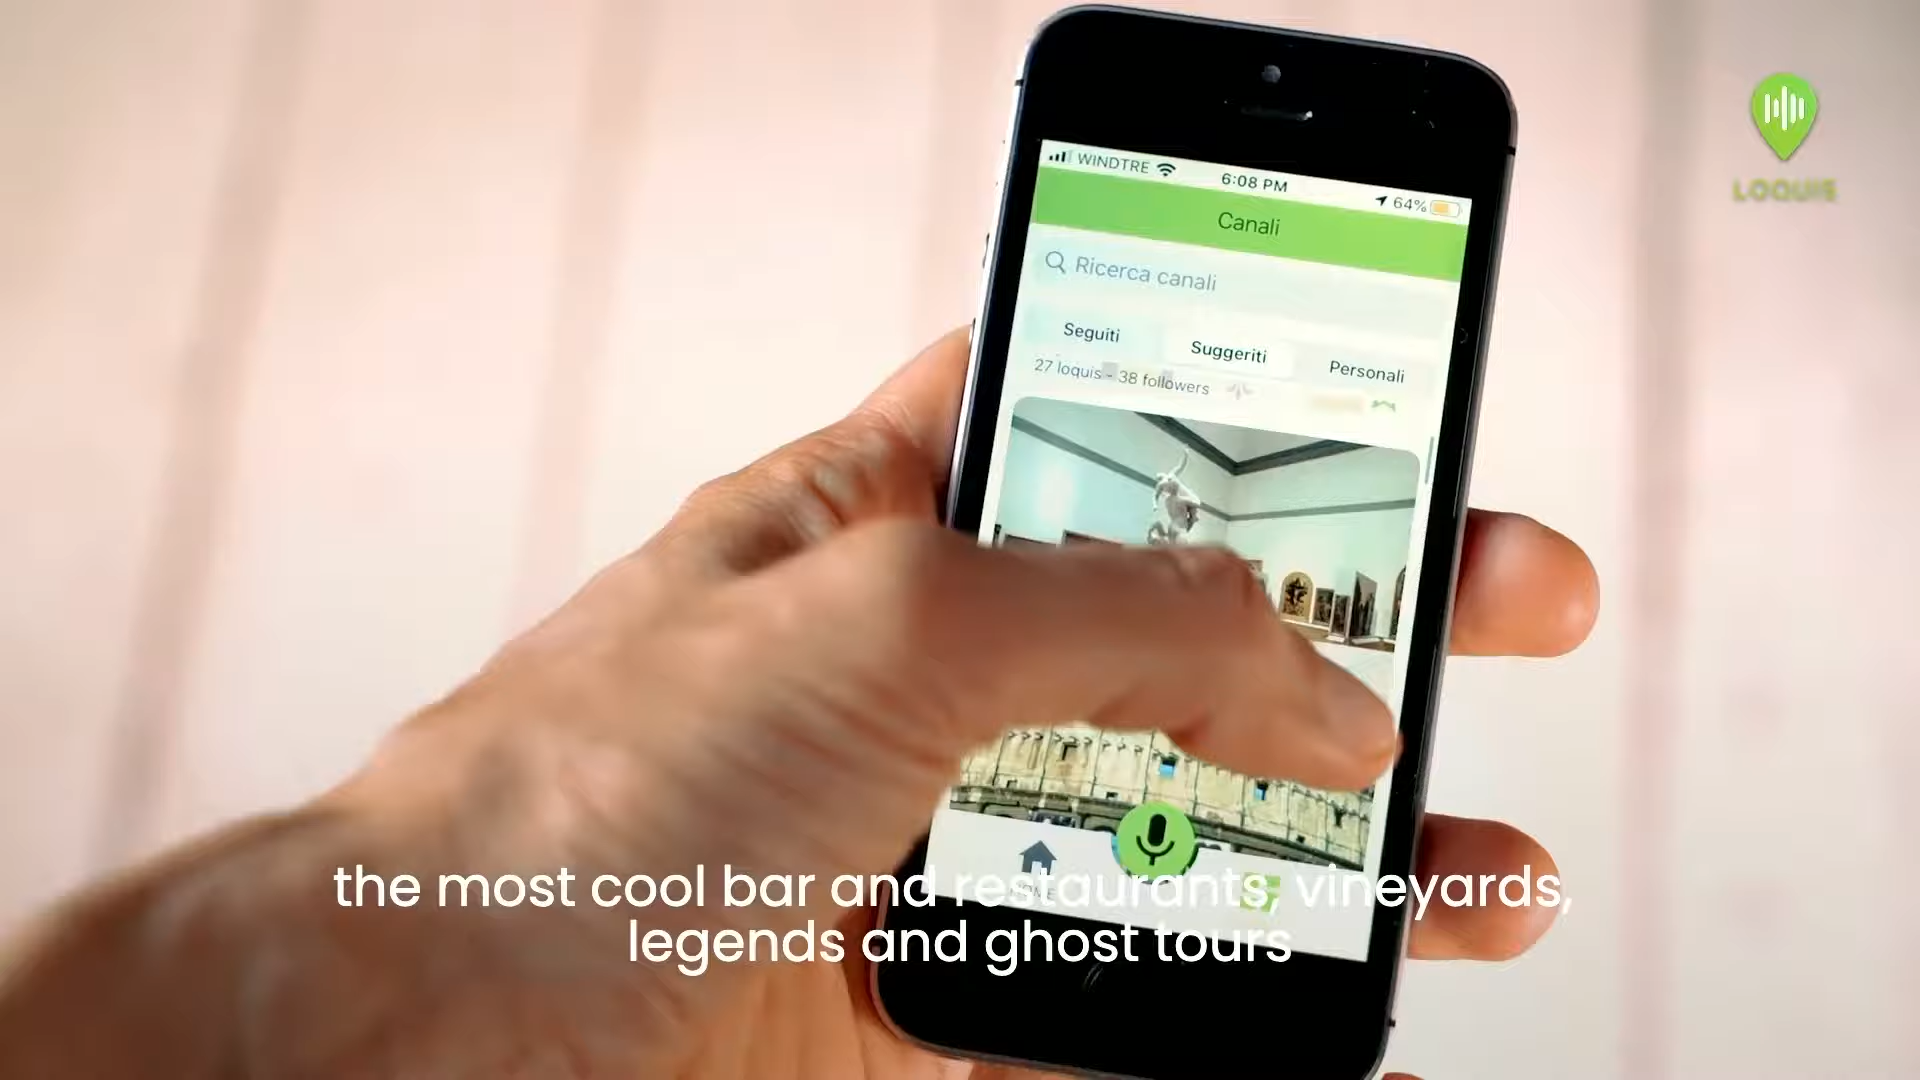 WINDTRE
6:08 PM
64%
LOQUIS
Canali
Ricerca canali
Seguiti
Suggeriti
Personali
27 loquis - 38 followers
HOME
the most cool bar and restaurants, vineyards,
legends and ghost tours